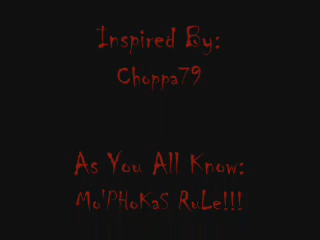 Inspired By:
Choppa79
As You All Know:
Mo'PHoKaS RuLe!!!